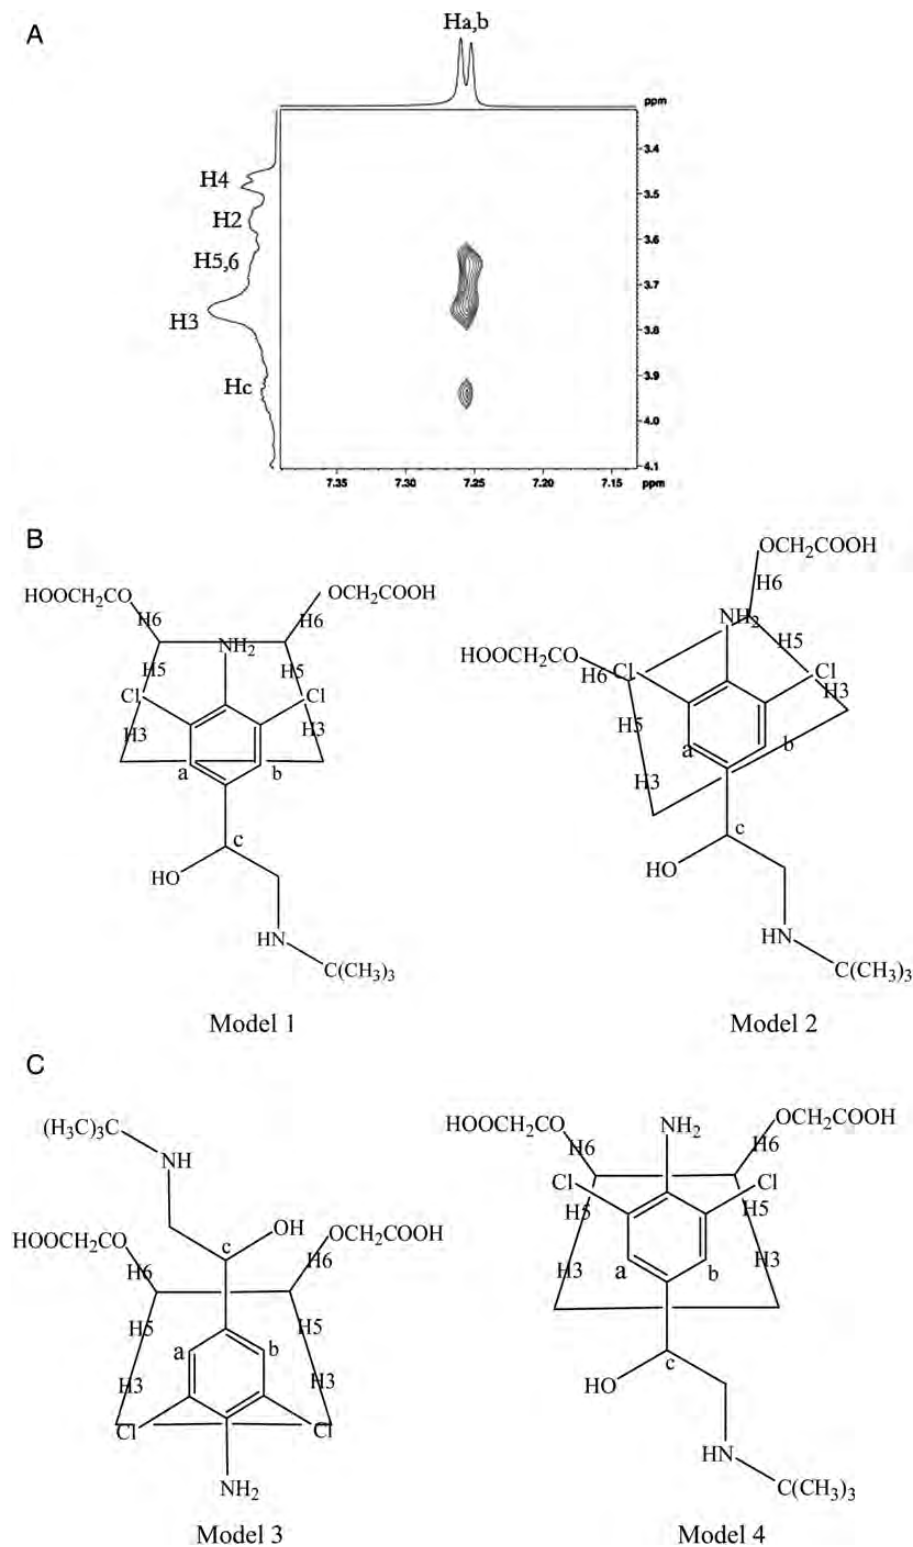 A
Ha,b
ppm
3.4
H4
3.5
H2
3.6
H5,6
3.7
H3
3.8
3.9
Hc
4.0
4.1
7.35 7.30 7.25 7.20 7.15 ppm
B
HOOCH₂CO OCH₂COOH
H6 H6
NH₂
H5 H5
Cl Cl
H3 H3
a b
c
HO
HN
C(CH₃)₃
Model 1
OCH₂COOH
H6
NH₂
H5
HOOCH₂CO
H6 Cl Cl
H3
H5
a b
H3
c
HO
HN
C(CH₃)₃
Model 2
C
(H3C)₃C
NH
OH
HOOCH₂CO OCH₂COOH
c
H6 H6
H5 H5
a b
H3 H3
Cl Cl
NH₂
Model 3
HOOCH₂CO NH₂ OCH₂COOH
H6 H6
Cl Cl
H5 H5
H3 H3
a b
c
HO
HN
C(CH₃)₃
Model 4